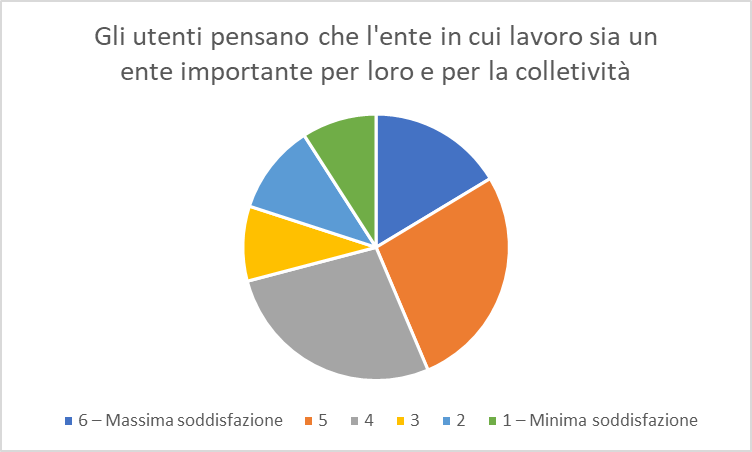 Gli utenti pensano che l'ente in cui lavoro sia un
ente importante per loro e per la colletività
6 – Massima soddisfazione 5 4 3 2 1 – Minima soddisfazione